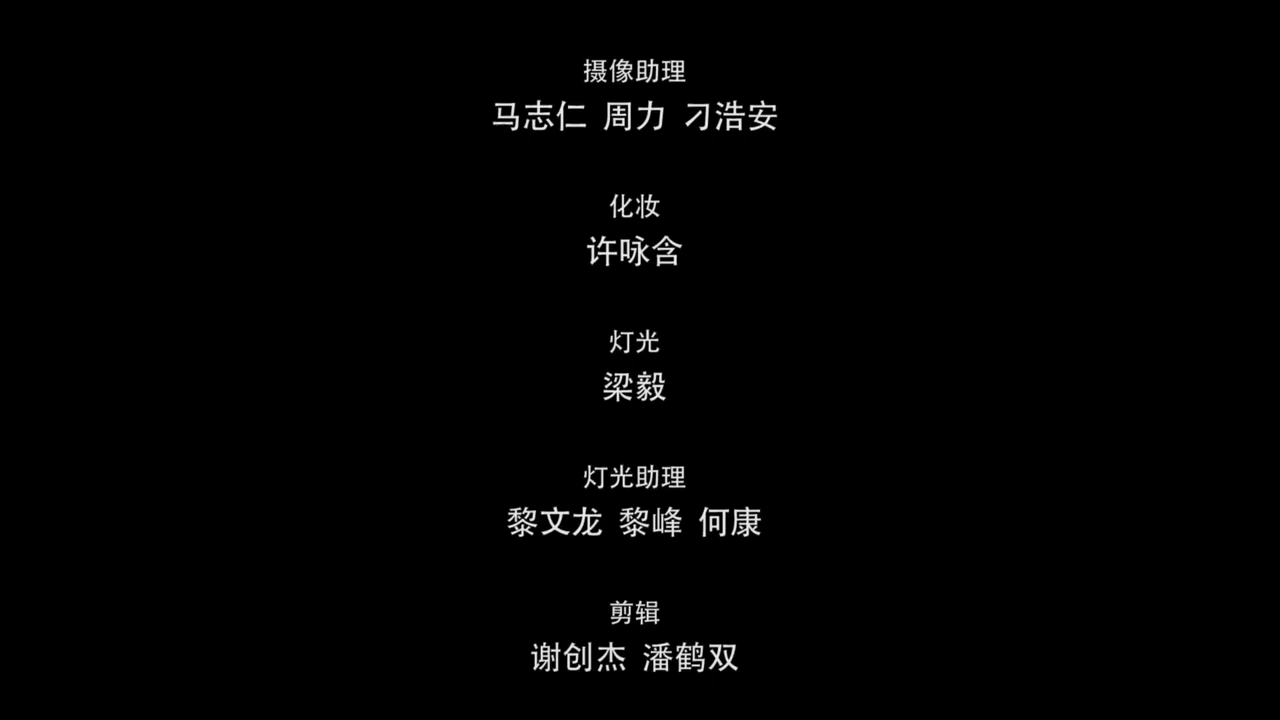 摄像助理
马志仁 周力 刁浩安
化妆
许咏含
灯光
梁毅
灯光助理
黎文龙 黎峰 何康
剪辑
谢创杰 潘鹤双